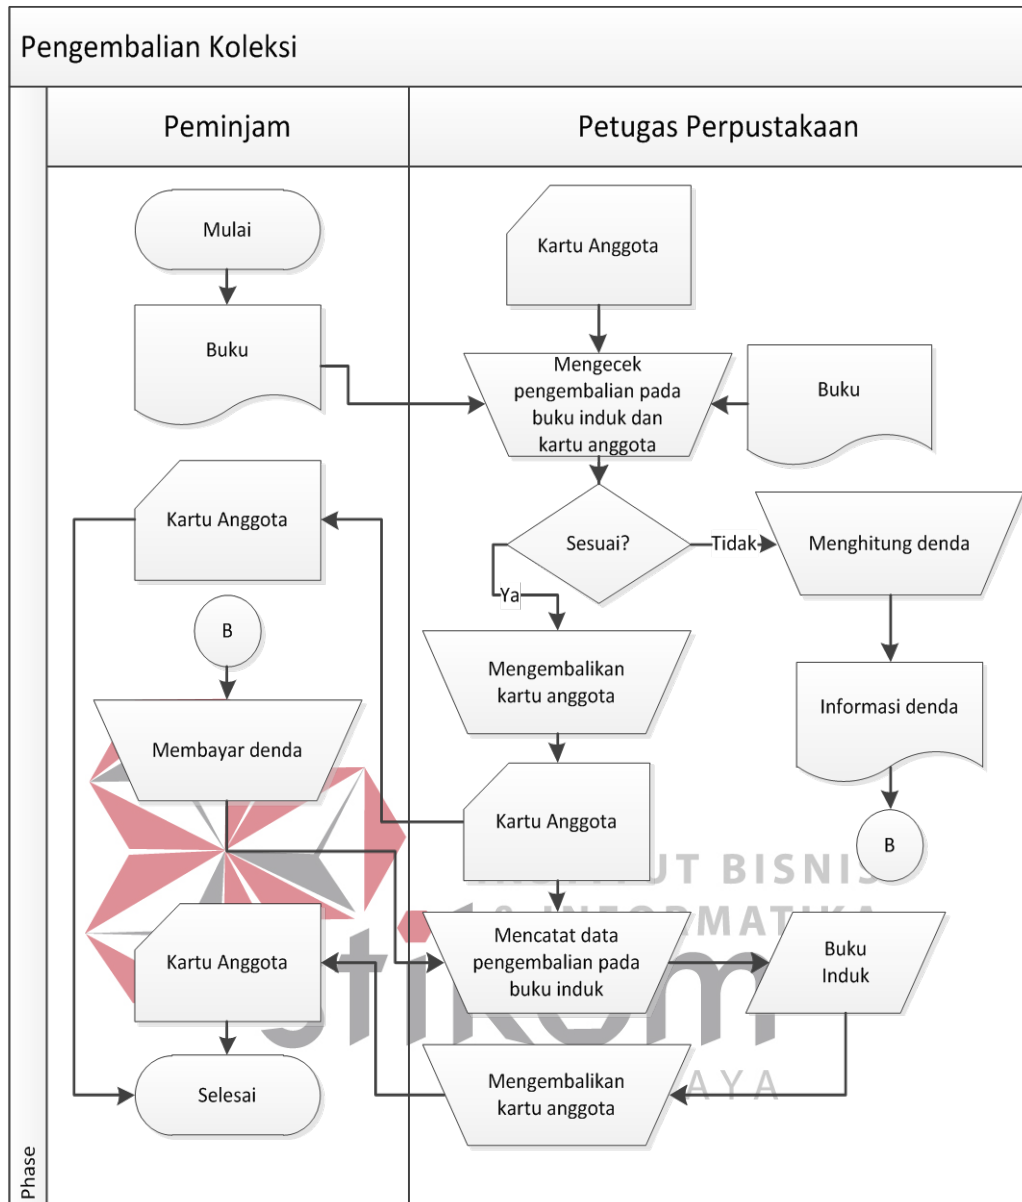 Pengembalian Koleksi
Peminjam
Petugas Perpustakaan
Phase
Mulai
Buku
Kartu Anggota
Mengecek
pengembalian pada
buku induk dan
kartu anggota
Buku
Kartu Anggota
Sesuai?
Tidak
Menghitung denda
Ya
B
Mengembalikan
kartu anggota
Informasi denda
Membayar denda
Kartu Anggota
B
INSTITUT BISNIS
& INFORMATIKA
Kartu Anggota
Mencatat data
pengembalian pada
buku induk
Buku
Induk
stikom
Selesai
Mengembalikan
kartu anggota